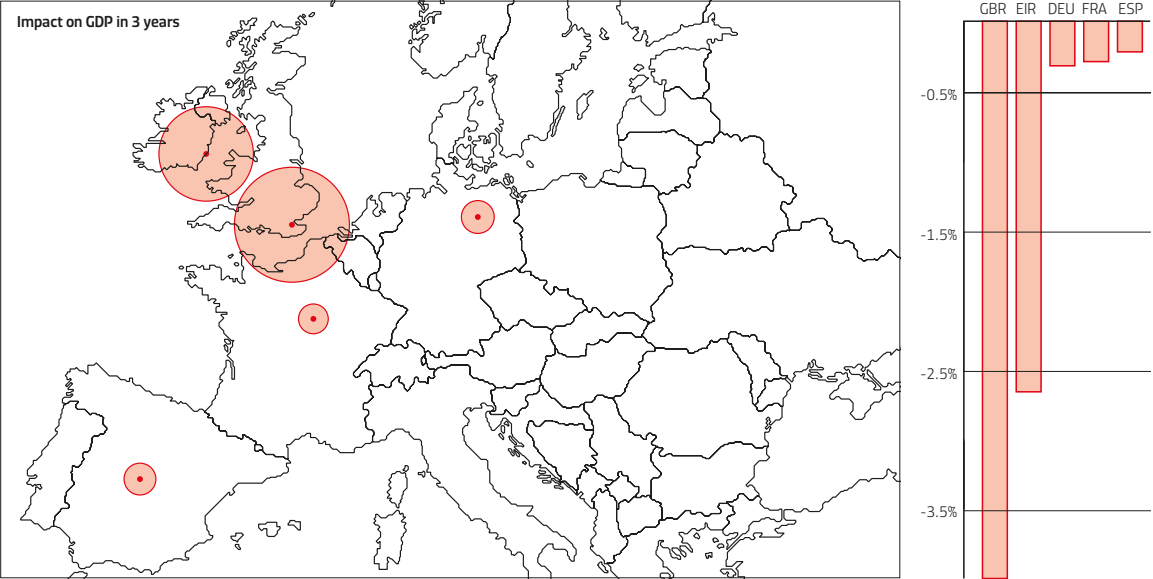 Impact on GDP in 3 years
GBR EIR DEU FRA ESP
-0.5%
-1.5%
-2.5%
-3.5%